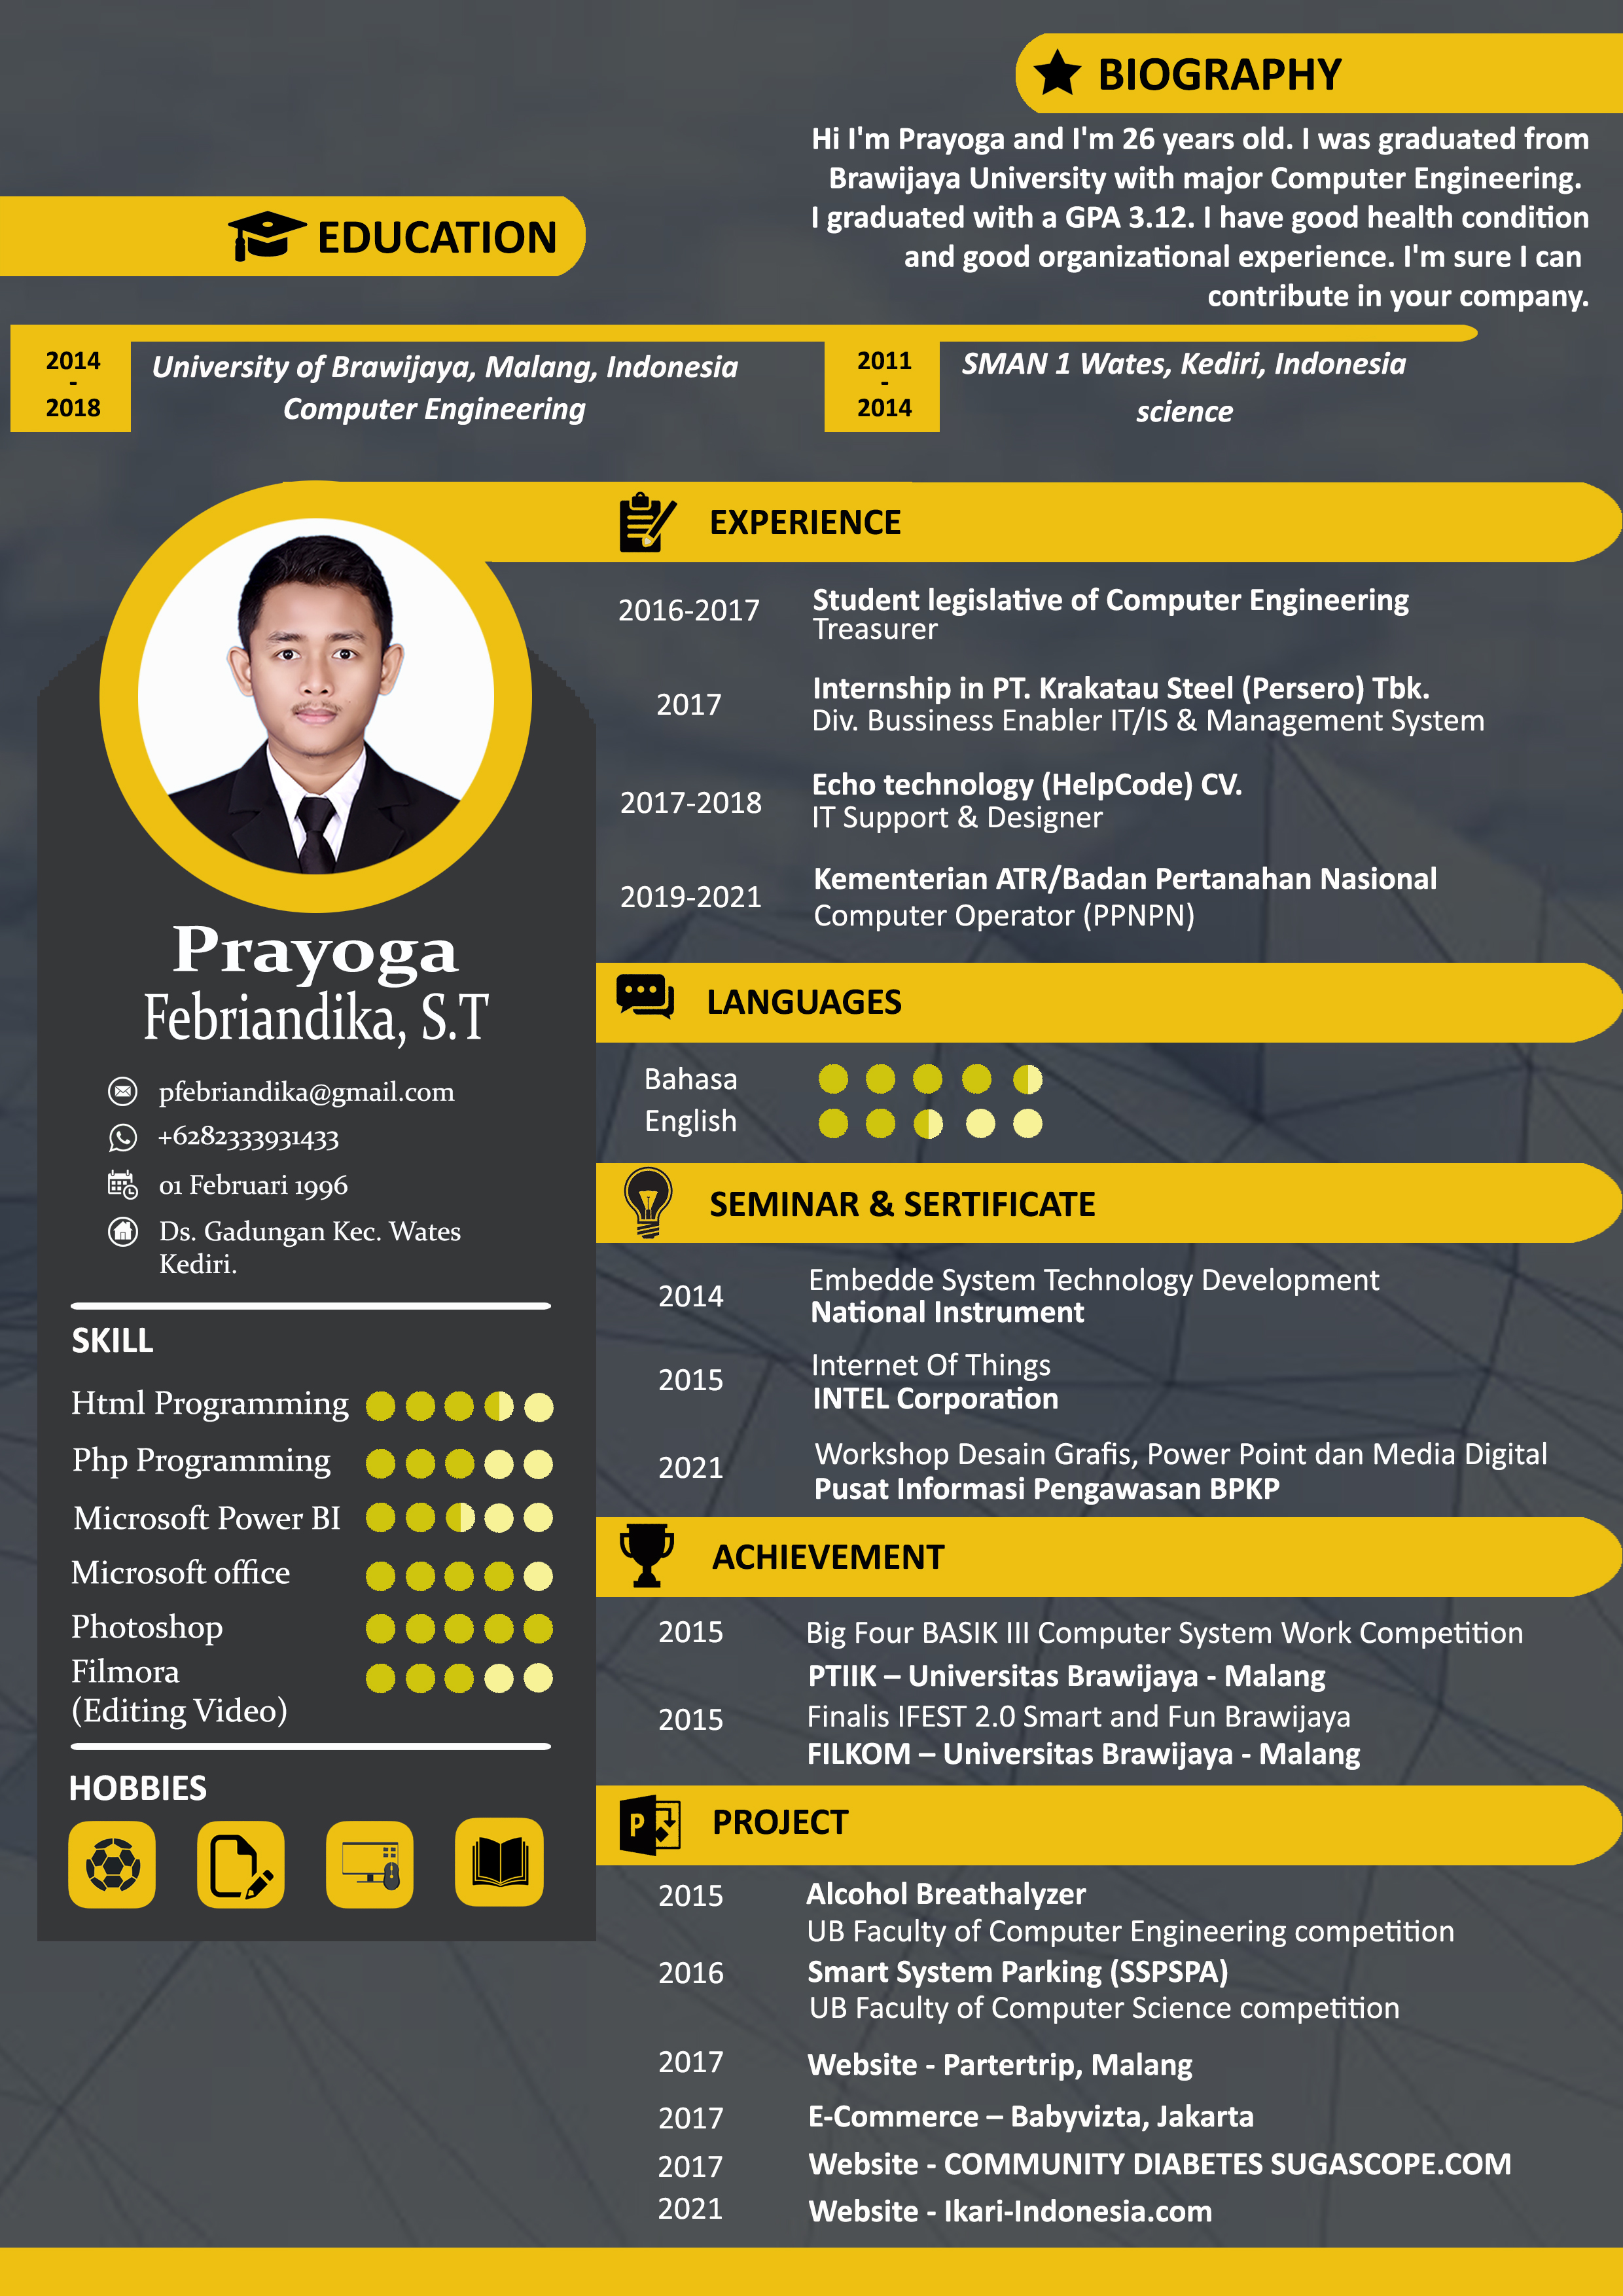 BIOGRAPHY
Hi I'm Prayoga and I'm 26 years old. I was graduated from
Brawijaya University with major Computer Engineering.
I graduated with a GPA 3.12. I have good health condition
and good organizational experience. I'm sure I can
contribute in your company.
EDUCATION
2014
-
2018
University of Brawijaya, Malang, Indonesia
Computer Engineering
2011
-
2014
SMAN 1 Wates, Kediri, Indonesia
science
Prayoga
Febriandika, S.T
pfebriandika@gmail.com
+6282333931433
01 Februari 1996
Ds. Gadungan Kec. Wates
Kediri.
SKILL
Html Programming
Php Programming
Microsoft Power BI
Microsoft office
Photoshop
Filmora
(Editing Video)
HOBBIES
EXPERIENCE
2016-2017
Student legislative of Computer Engineering
Treasurer
2017
Internship in PT. Krakatau Steel (Persero) Tbk.
Div. Bussiness Enabler IT/IS & Management System
2017-2018
Echo technology (HelpCode) CV.
IT Support & Designer
2019-2021
Kementerian ATR/Badan Pertanahan Nasional
Computer Operator (PPNPN)
LANGUAGES
Bahasa
English
SEMINAR & SERTIFICATE
2014
Embedde System Technology Development
National Instrument
2015
Internet Of Things
INTEL Corporation
2021
Workshop Desain Grafis, Power Point dan Media Digital
Pusat Informasi Pengawasan BPKP
ACHIEVEMENT
2015
Big Four BASIK III Computer System Work Competition
PTIIK – Universitas Brawijaya - Malang
2015
Finalis IFEST 2.0 Smart and Fun Brawijaya
FILKOM – Universitas Brawijaya - Malang
P
PROJECT
2015
Alcohol Breathalyzer
UB Faculty of Computer Engineering competition
2016
Smart System Parking (SSPSPA)
UB Faculty of Computer Science competition
2017
Website - Partertrip, Malang
2017
E-Commerce – Babyvizta, Jakarta
2017
Website - COMMUNITY DIABETES SUGASCOPE.COM
2021
Website - Ikari-Indonesia.com